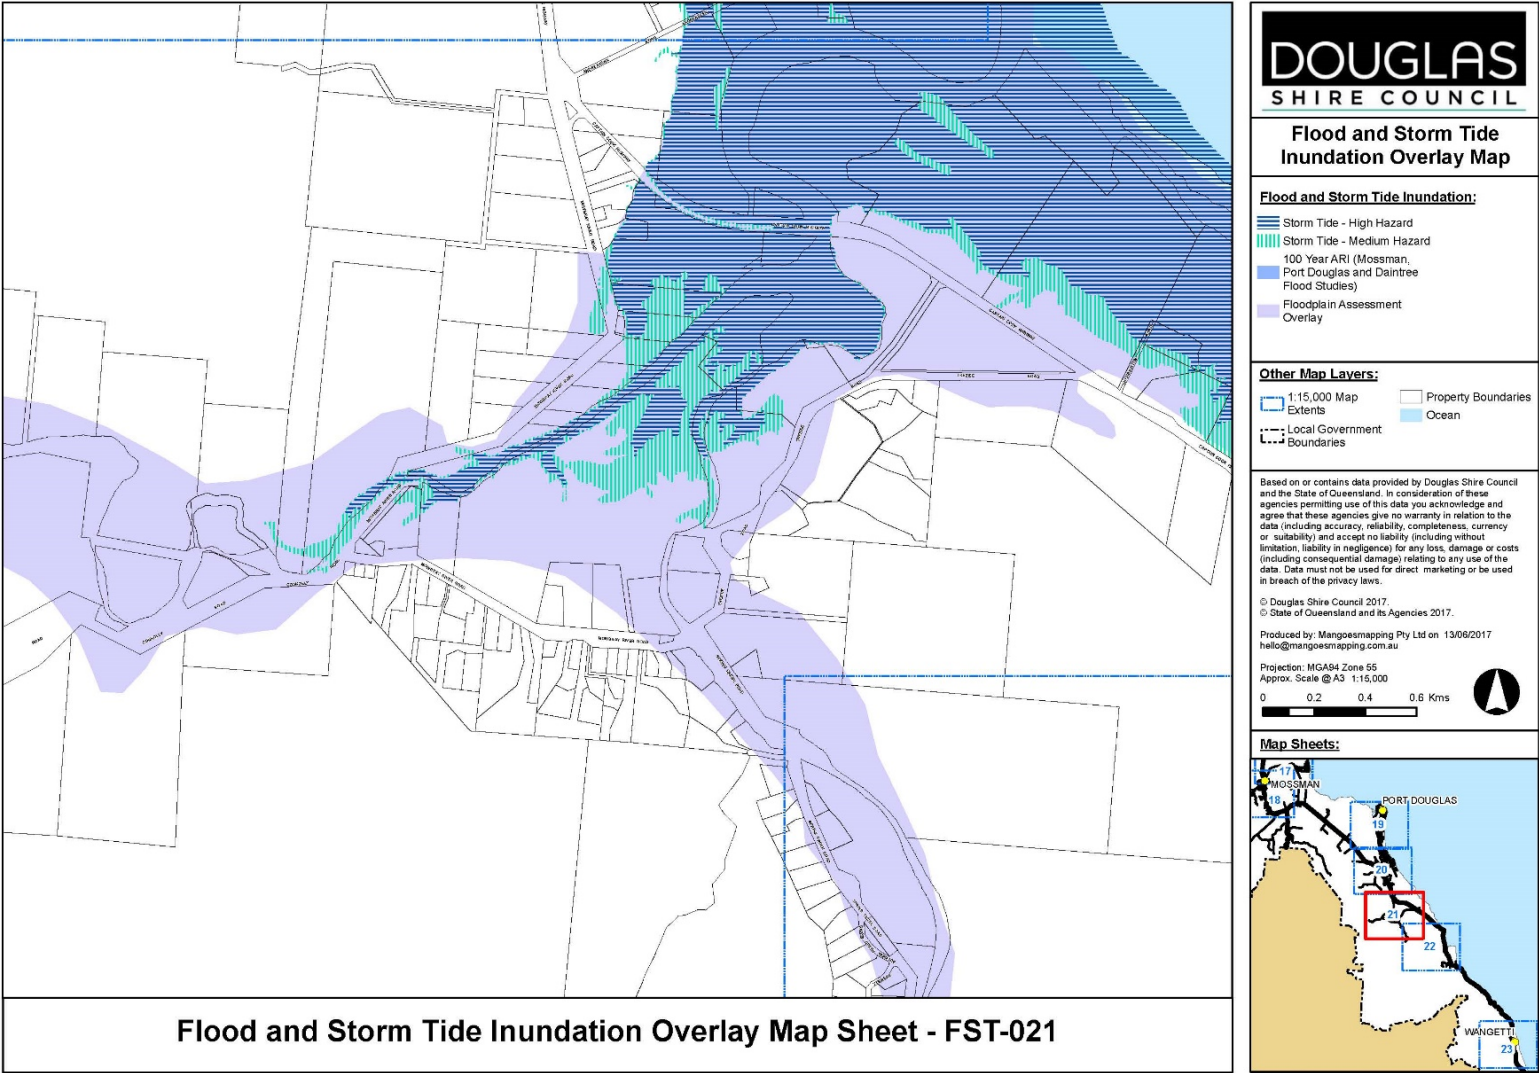 DOUGLAS
SHIRE COUNCIL
Flood and Storm Tide
Inundation Overlay Map
Flood and Storm Tide Inundation:
Storm Tide - High Hazard
Storm Tide - Medium Hazard
100 Year ARI (Mossman,
Port Douglas and Daintree
Flood Studies)
Floodplain Assessment
Overlay
Other Map Layers:
1:15,000 Map
Extents
Property Boundaries
Ocean
Local Government
Boundaries
Based on or contains data provided by Douglas Shire Council
and the State of Queensland. In consideration of these
agencies permitting use of this data you acknowledge and
agree that these agencies give no warranty in relation to the
data (including accuracy, reliability, completeness, currency
or suitability) and accept no liability (including without
limitation, liability in negligence) for any loss, damage or costs
(including consequential damage) relating to any use of the
data. Data must not be used for direct marketing or be used
in breach of the privacy laws.
© Douglas Shire Council 2017.
© State of Queensland and its Agencies 2017.
Produced by: Mangoesmapping Pty Ltd on 13/06/2017
hello@mangoesmapping.com.au
Projection: MGA94 Zone 55
Approx. Scale @ A3 1:15,000
0 0.2 0.4 0.6 Kms
Map Sheets:
17
MOSSMAN
18
PORT DOUGLAS
19
20
21
22
WANGETTI
23
Flood and Storm Tide Inundation Overlay Map Sheet - FST-021